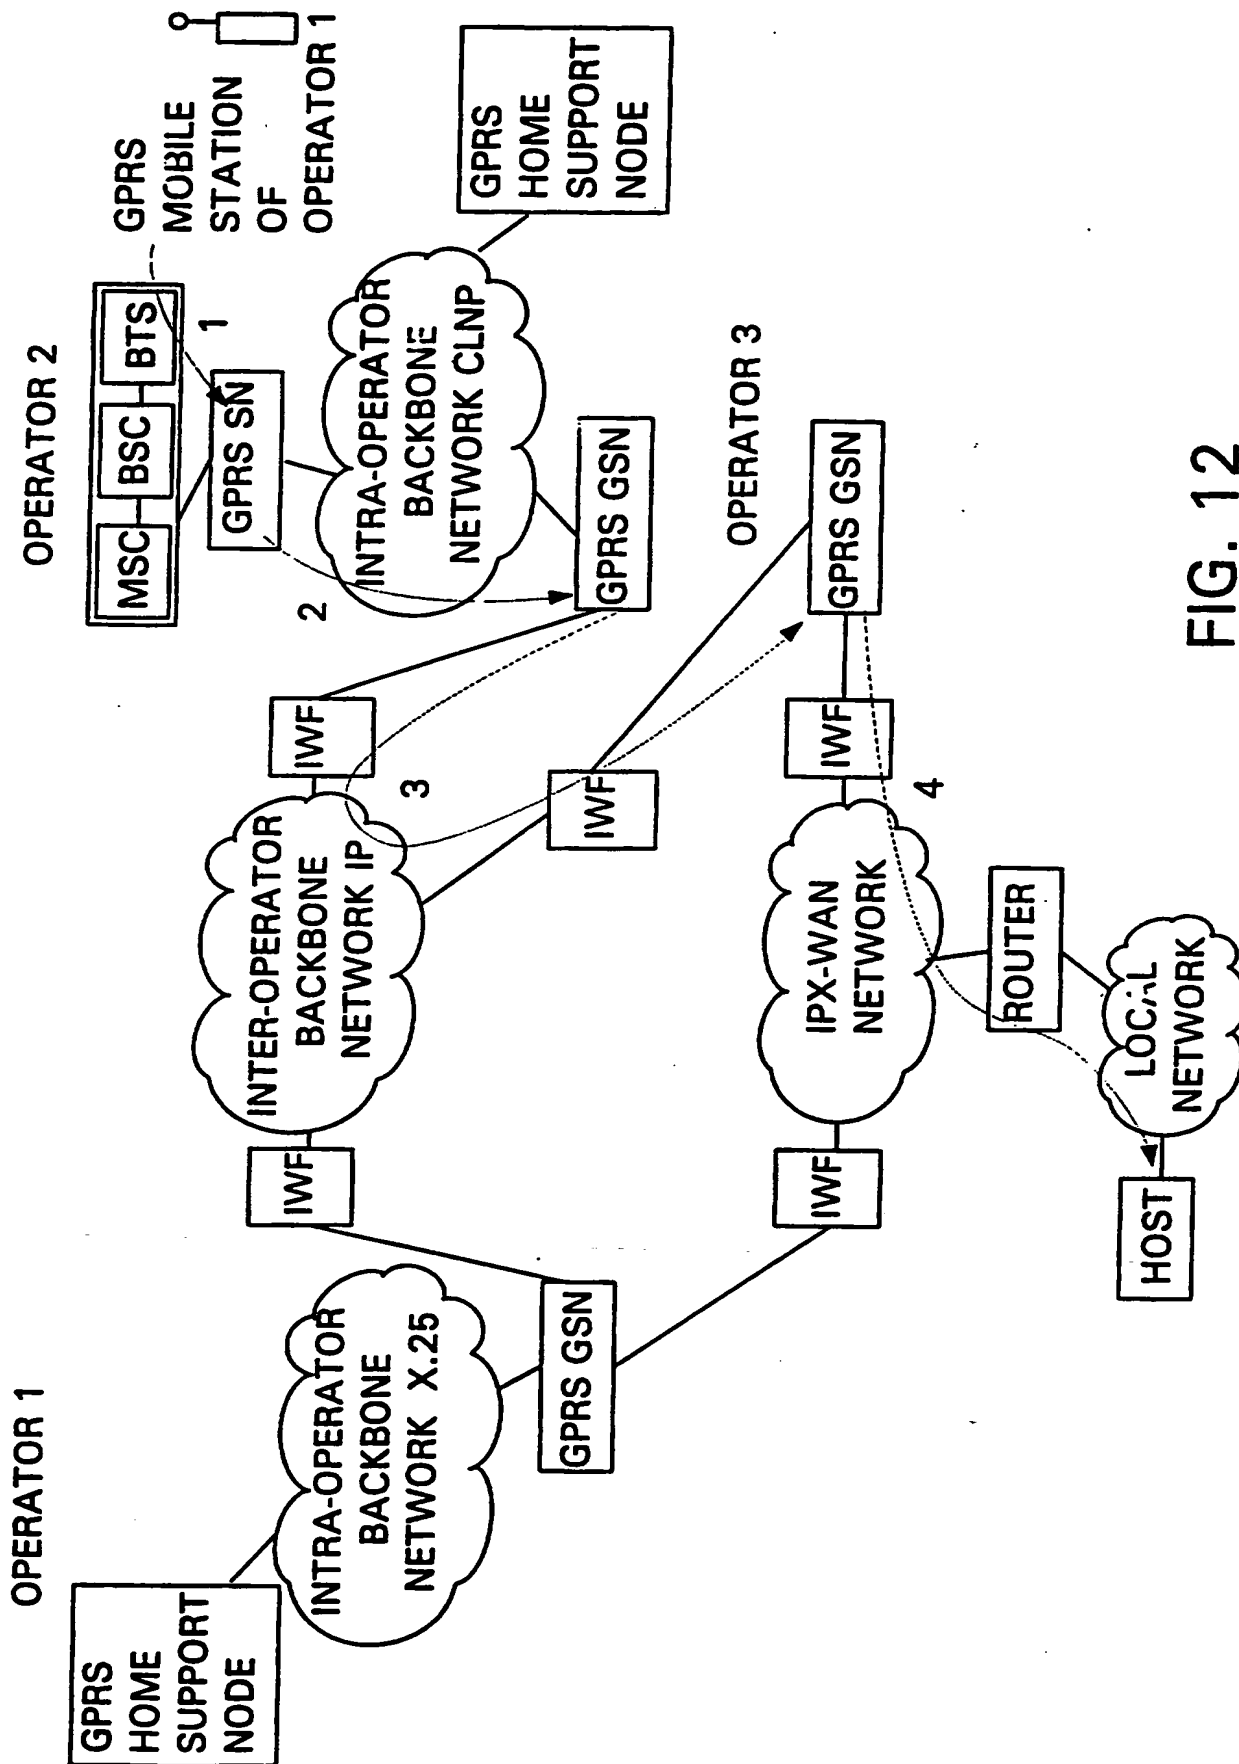 OPERATOR 1
GPRS
HOME
SUPPORT
NODE
INTRA-OPERATOR
BACKBONE
NETWORK X.25
GPRS GSN
IWF
INTER-OPERATOR
BACKBONE
NETWORK IP
IWF
3
IWF
OPERATOR 2
MSC
BSC
BTS
GPRS SN
1
2
GPRS
MOBILE
STATION
OF
OPERATOR 1
INTRA-OPERATOR
BACKBONE
NETWORK CLNP
GPRS
HOME
SUPPORT
NODE
GPRS GSN
OPERATOR 3
GPRS GSN
IWF
IPX-WAN
NETWORK
IWF
4
ROUTER
LOCAL
NETWORK
HOST
FIG. 12